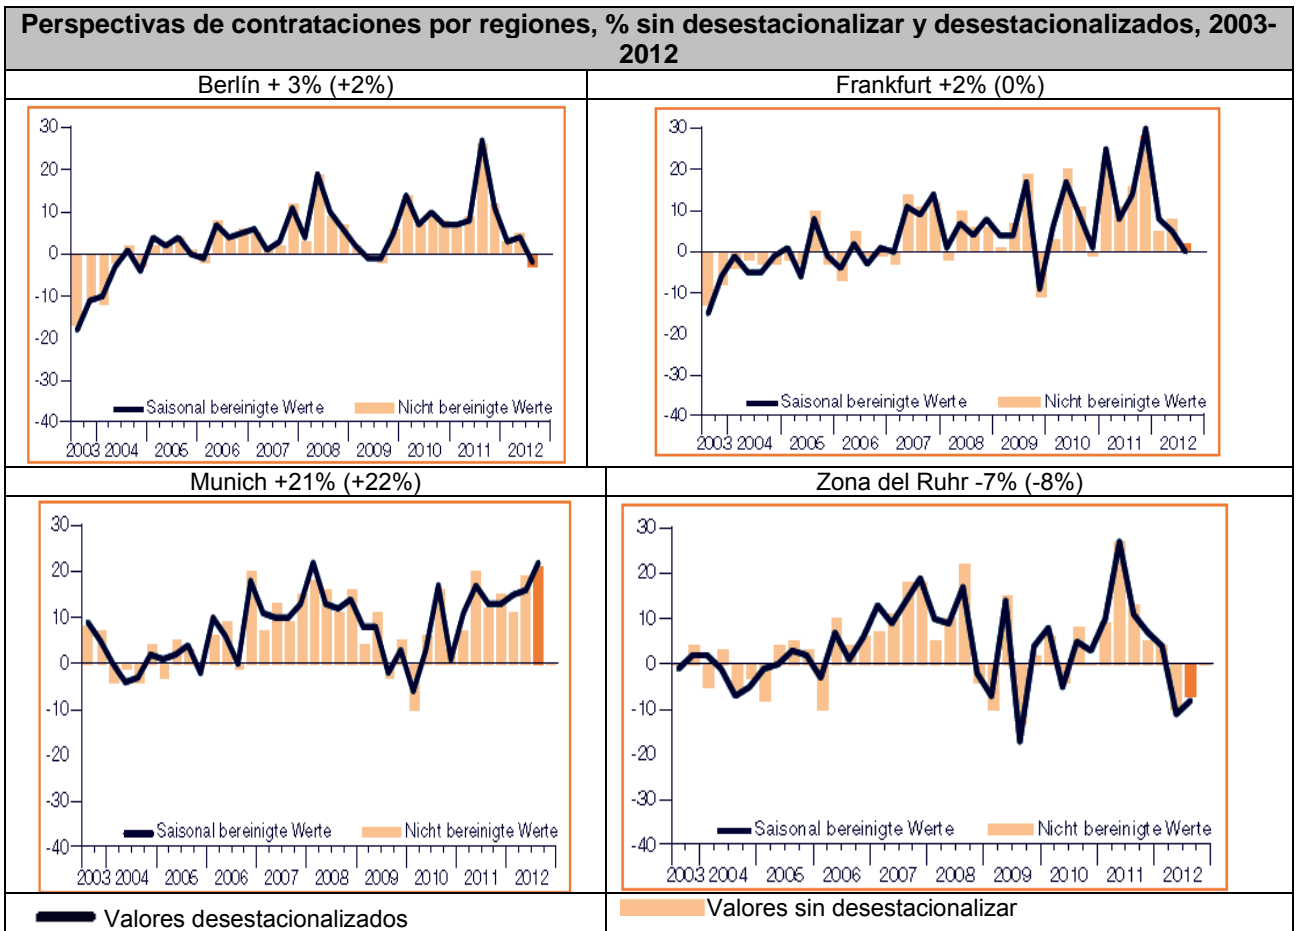 Perspectivas de contrataciones por regiones, % sin desestacionalizar y desestacionalizados, 2003-
2012
Berlín + 3% (+2%)
Frankfurt +2% (0%)
30
20
10
0
-10
-20
-30
-40
Saisonal bereinigte Werte
Nicht bereinigte Werte
2003 2004 2005 2006 2007 2008 2009 2010 2011 2012
30
20
10
0
-10
-20
-30
-40
Saisonal bereinigte Werte
Nicht bereinigte Werte
2003 2004 2005 2006 2007 2008 2009 2010 2011 2012
Munich +21% (+22%)
Zona del Ruhr -7% (-8%)
30
20
10
0
-10
-20
-30
-40
Saisonal bereinigte Werte
Nicht bereinigte Werte
2003 2004 2005 2006 2007 2008 2009 2010 2011 2012
30
20
10
0
-10
-20
-30
-40
Saisonal bereinigte Werte
Nicht bereinigte Werte
2003 2004 2005 2006 2007 2008 2009 2010 2011 2012
Valores desestacionalizados
Valores sin desestacionalizar